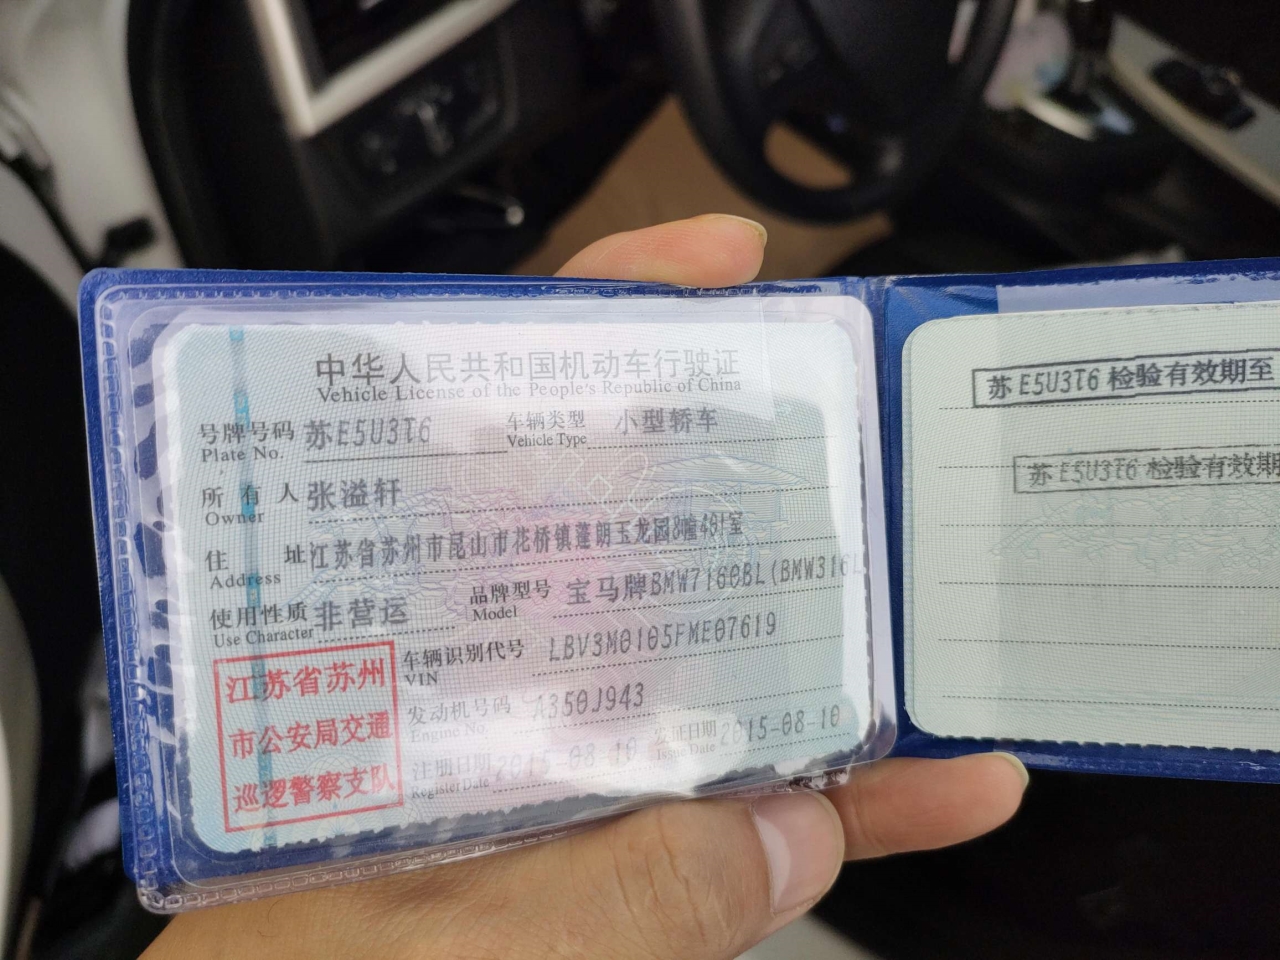 中华人民共和国机动车行驶证
Vehicle License of the People's Republic of China
号牌号码 苏E5U3T6 车辆类型 小型轿车
Plate No. Vehicle Type
所有人 张溢轩
Owner
住址 江苏省苏州市昆山市花桥镇蓬朗玉龙园8幢401室
Address
使用性质 非营运 品牌型号 宝马牌BMW7160BL(BMW316L
Use Character Model
江苏省苏州
市公安局交通
巡逻警察支队
车辆识别代号 LBV3M0105FME07619
VIN
发动机号码 A350J943
Engine No.
注册日期 2015-08-10 发证日期 2015-08-10
Register Date Issue Date
苏E5U3T6 检验有效期至
苏E5U3T6 检验有效期